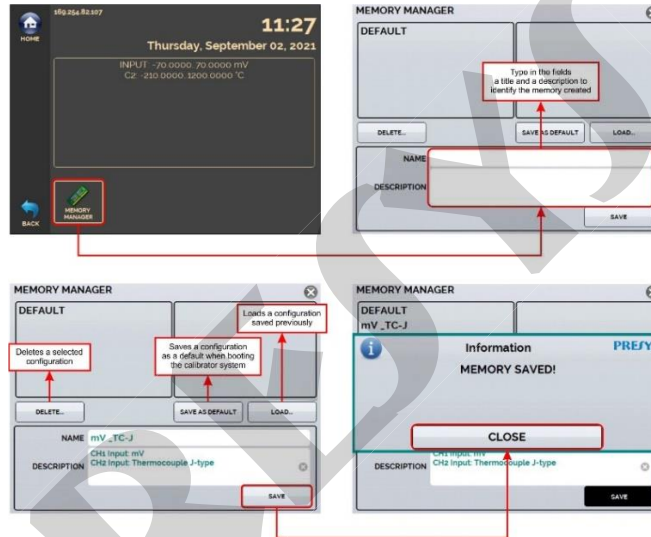 169.254.82.107
HOME
11:27
Thursday, September 02, 2021
INPUT: -70.0000..70.0000 mV
C2: -210.0000..1200.0000 °C
BACK
MEMORY
MANAGER
MEMORY MANAGER
DEFAULT
Type in the fields
a title and a description to
identify the memory created
DELETE...
SAVE AS DEFAULT
LOAD...
NAME
DESCRIPTION
SAVE
MEMORY MANAGER
DEFAULT
Loads a configuration
saved previously
Deletes a selected
configuration
Saves a configuration
as a default when booting
the calibrator system
DELETE...
SAVE AS DEFAULT
LOAD...
NAME mV_TC-J
DESCRIPTION
CH1 Input: mV
CH2 Input: Thermocouple J-type
SAVE
MEMORY MANAGER
DEFAULT
mV_TC-J
Information
MEMORY SAVED!
CLOSE
DESCRIPTION
CH1 Input: mV
CH2 Input: Thermocouple J-type
SAVE